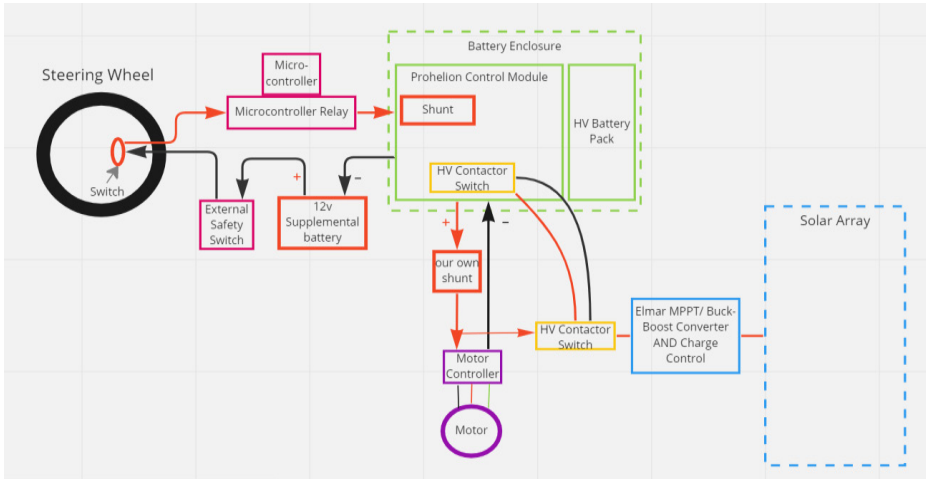 Battery Enclosure
Steering Wheel
Micro-
controller
Prohelion Control Module
Microcontroller Relay
Shunt
HV Battery
Pack
Switch
HV Contactor
Switch
+
–
12v
Supplemental
battery
External
Safety
Switch
+
–
Solar Array
our own
shunt
Elmar MPPT/ Buck-
Boost Converter
AND Charge
Control
HV Contactor
Switch
Motor
Controller
Motor